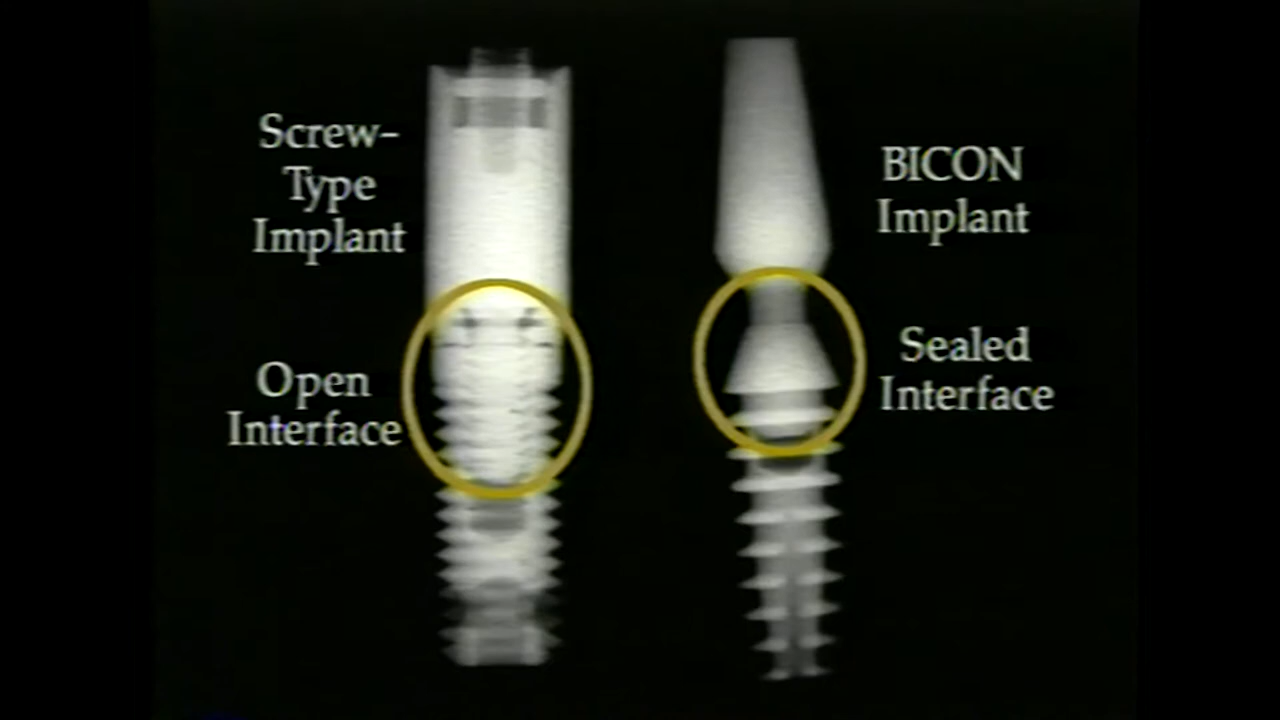 Screw-
Type
Implant
Open
Interface
BICON
Implant
Sealed
Interface